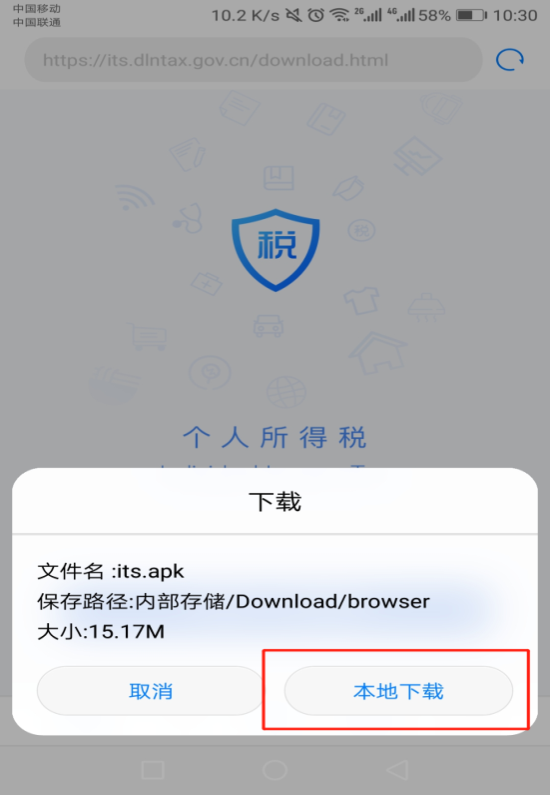 中国移动
中国联通
10.2 K/s 2G 4G 58% 10:30
https://its.dlntax.gov.cn/download.html
税
个人所得税
下载
文件名 :its.apk
保存路径:内部存储/Download/browser
大小:15.17M
取消
本地下载